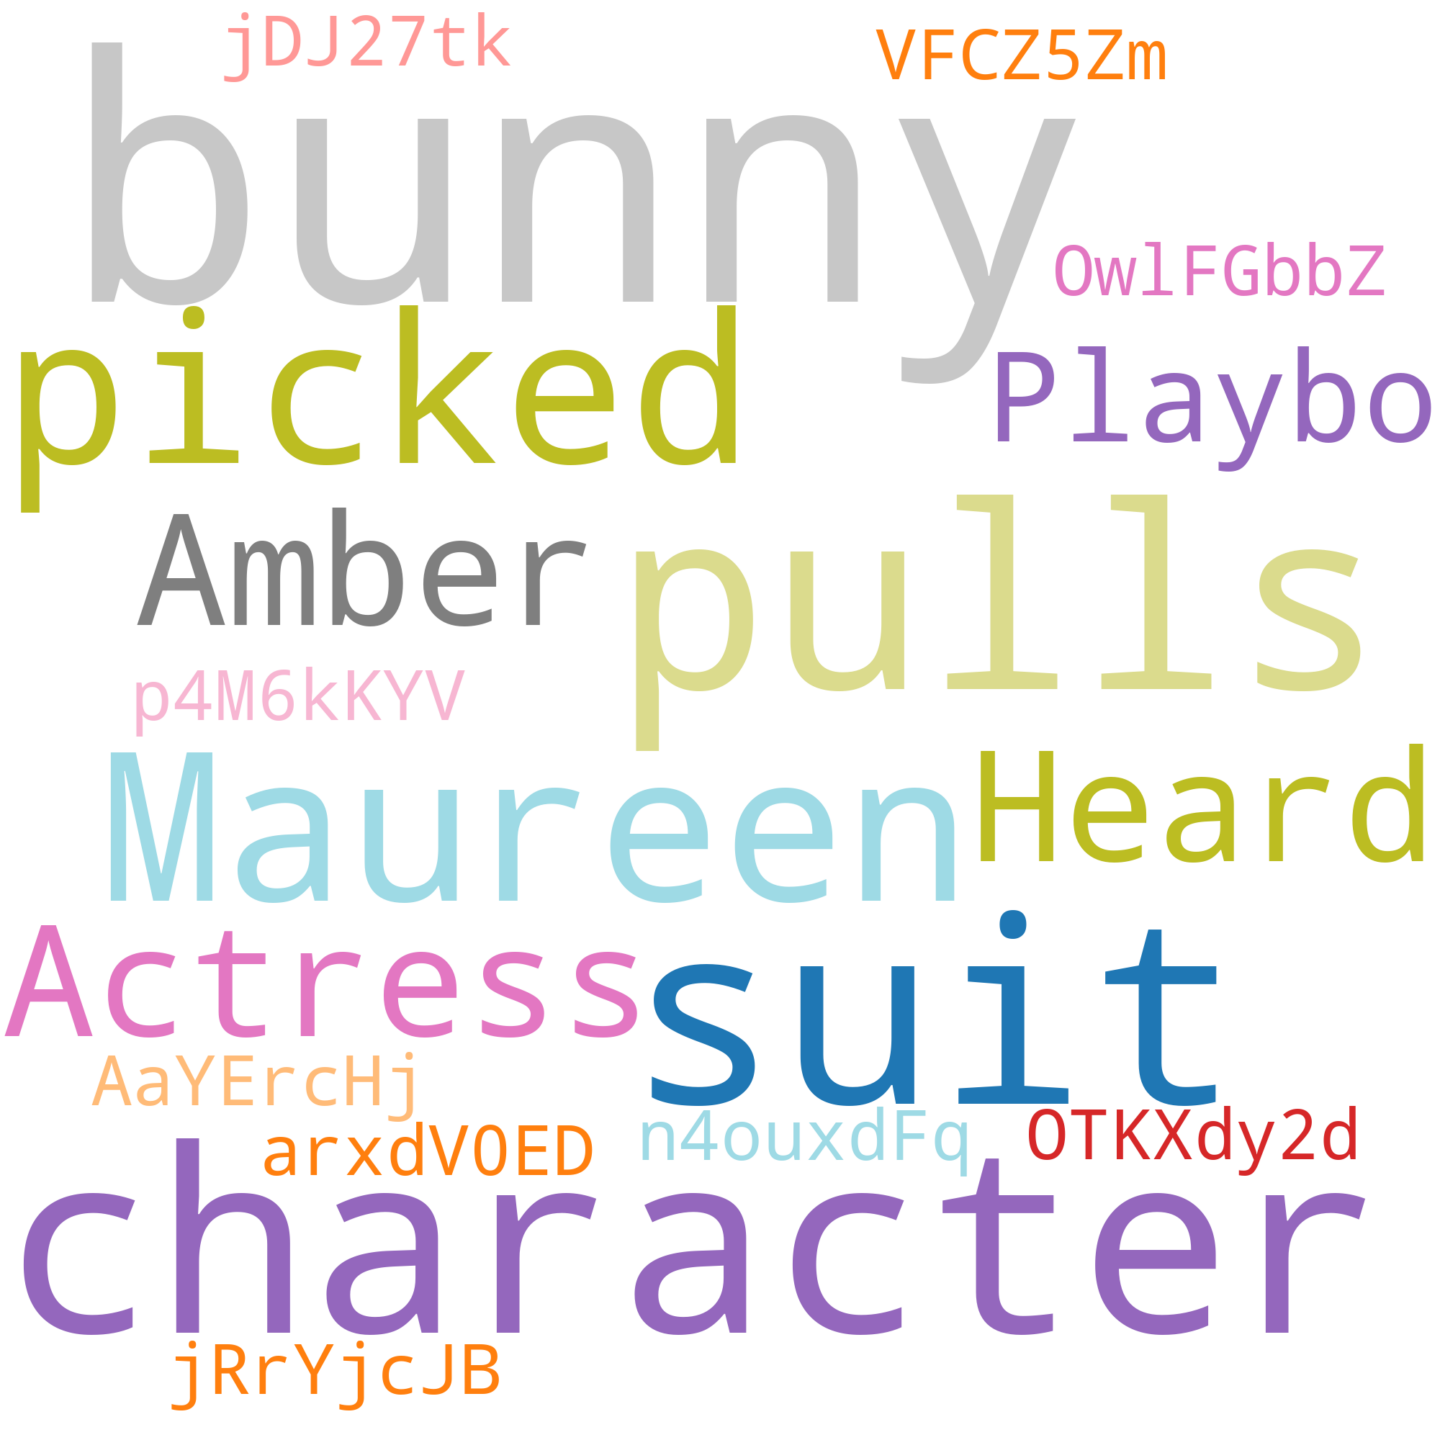 jDJ27tk
VFCZ5Zm
bunny
OwlFGbbZ
picked
Playbo
Amber
pulls
p4M6kKYV
Maureen
Heard
Actress
suit
AaYErcHj
arxdV0ED
n4ouxdFq
OTKXdy2d
character
jRrYjcJB